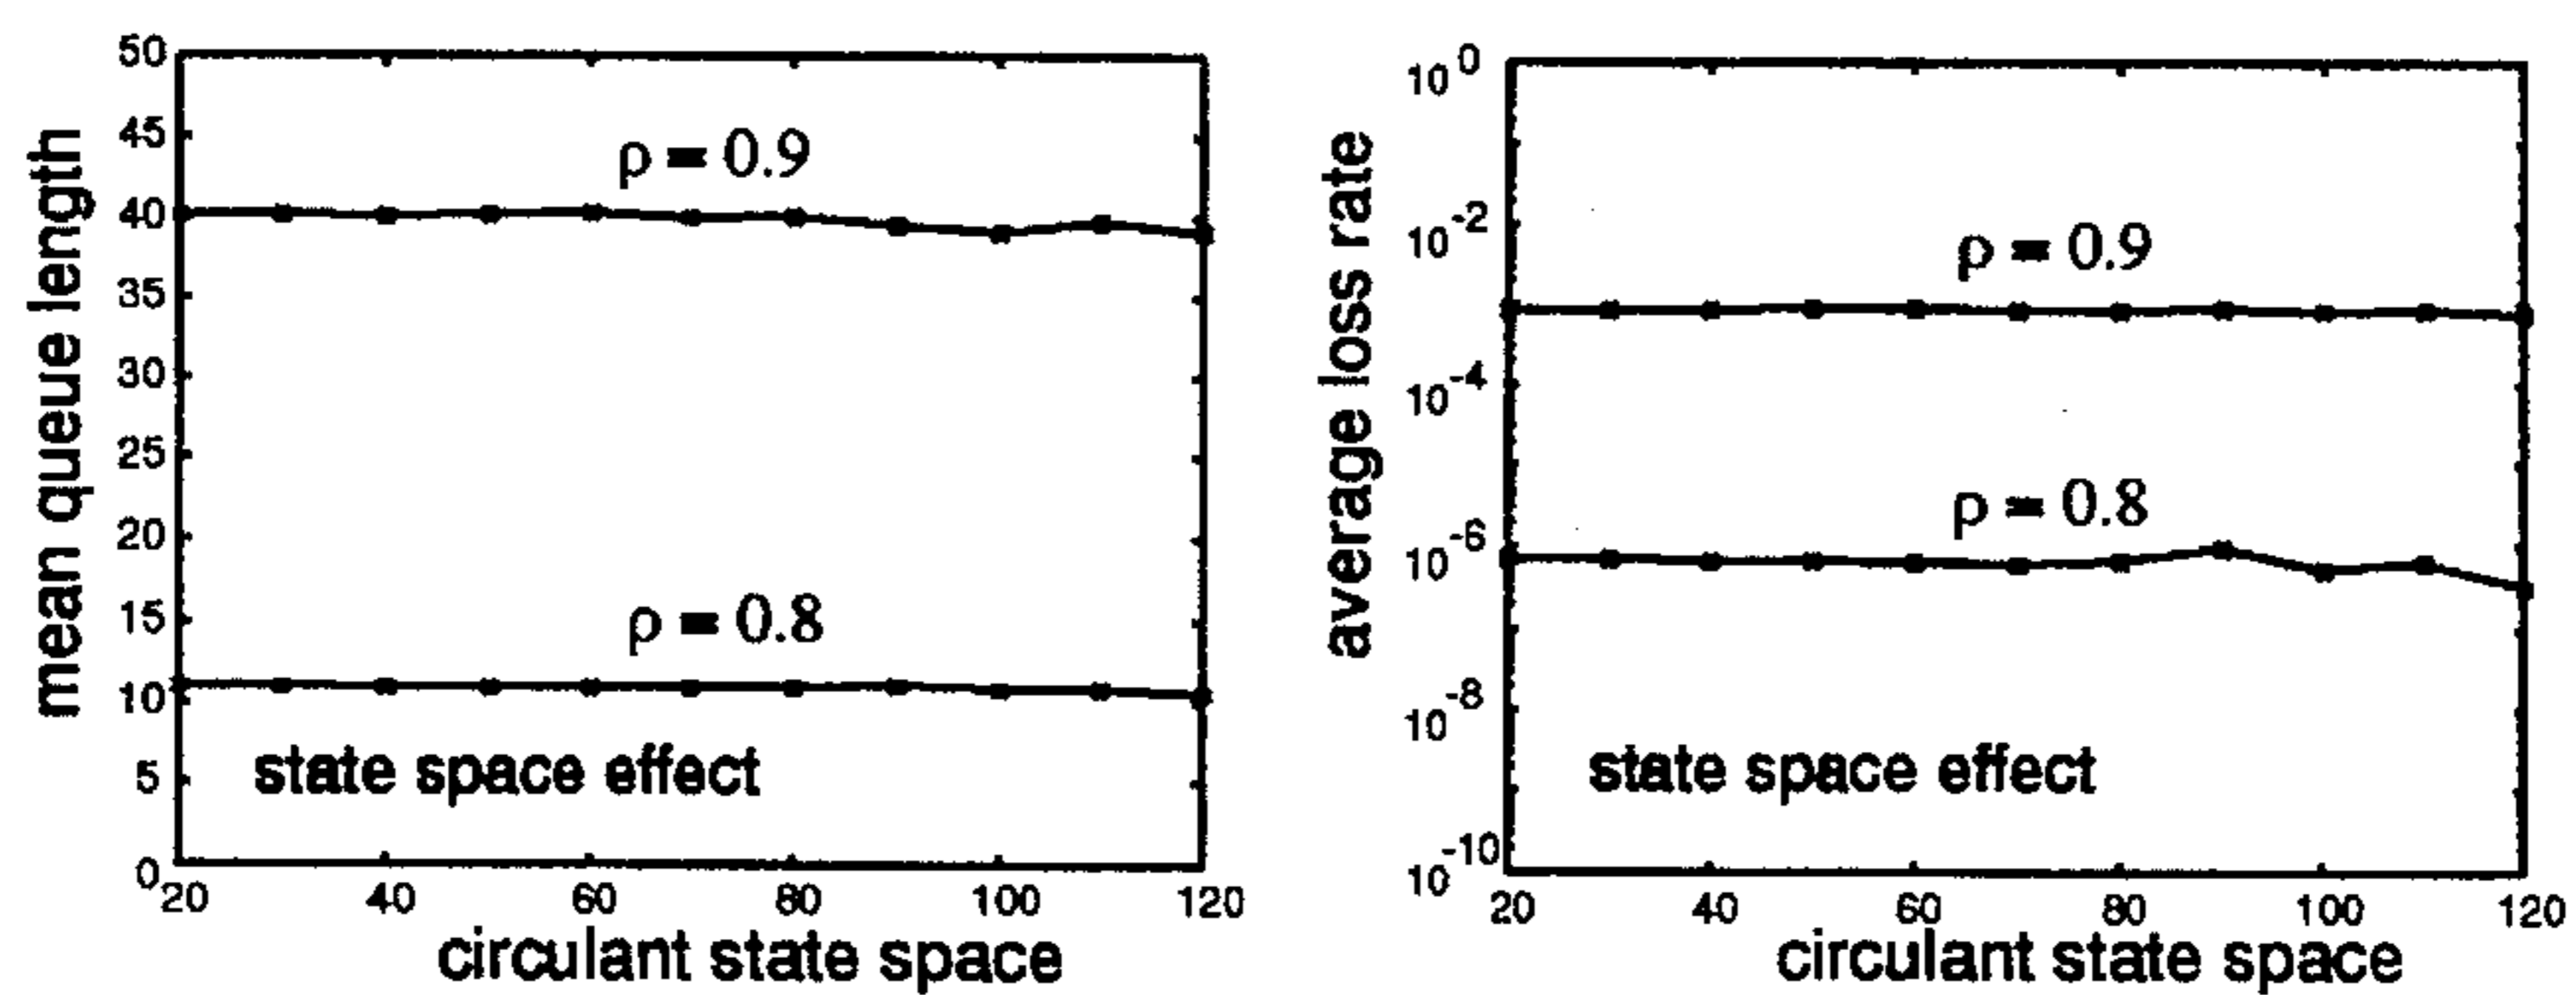 50
45
40
35
30
25
20
15
10
5
0
mean queue length
ρ = 0.9
ρ = 0.8
state space effect
20 40 60 80 100 120
circulant state space
10^0
10^-2
10^-4
10^-6
10^-8
10^-10
average loss rate
ρ = 0.9
ρ = 0.8
state space effect
20 40 60 80 100 120
circulant state space